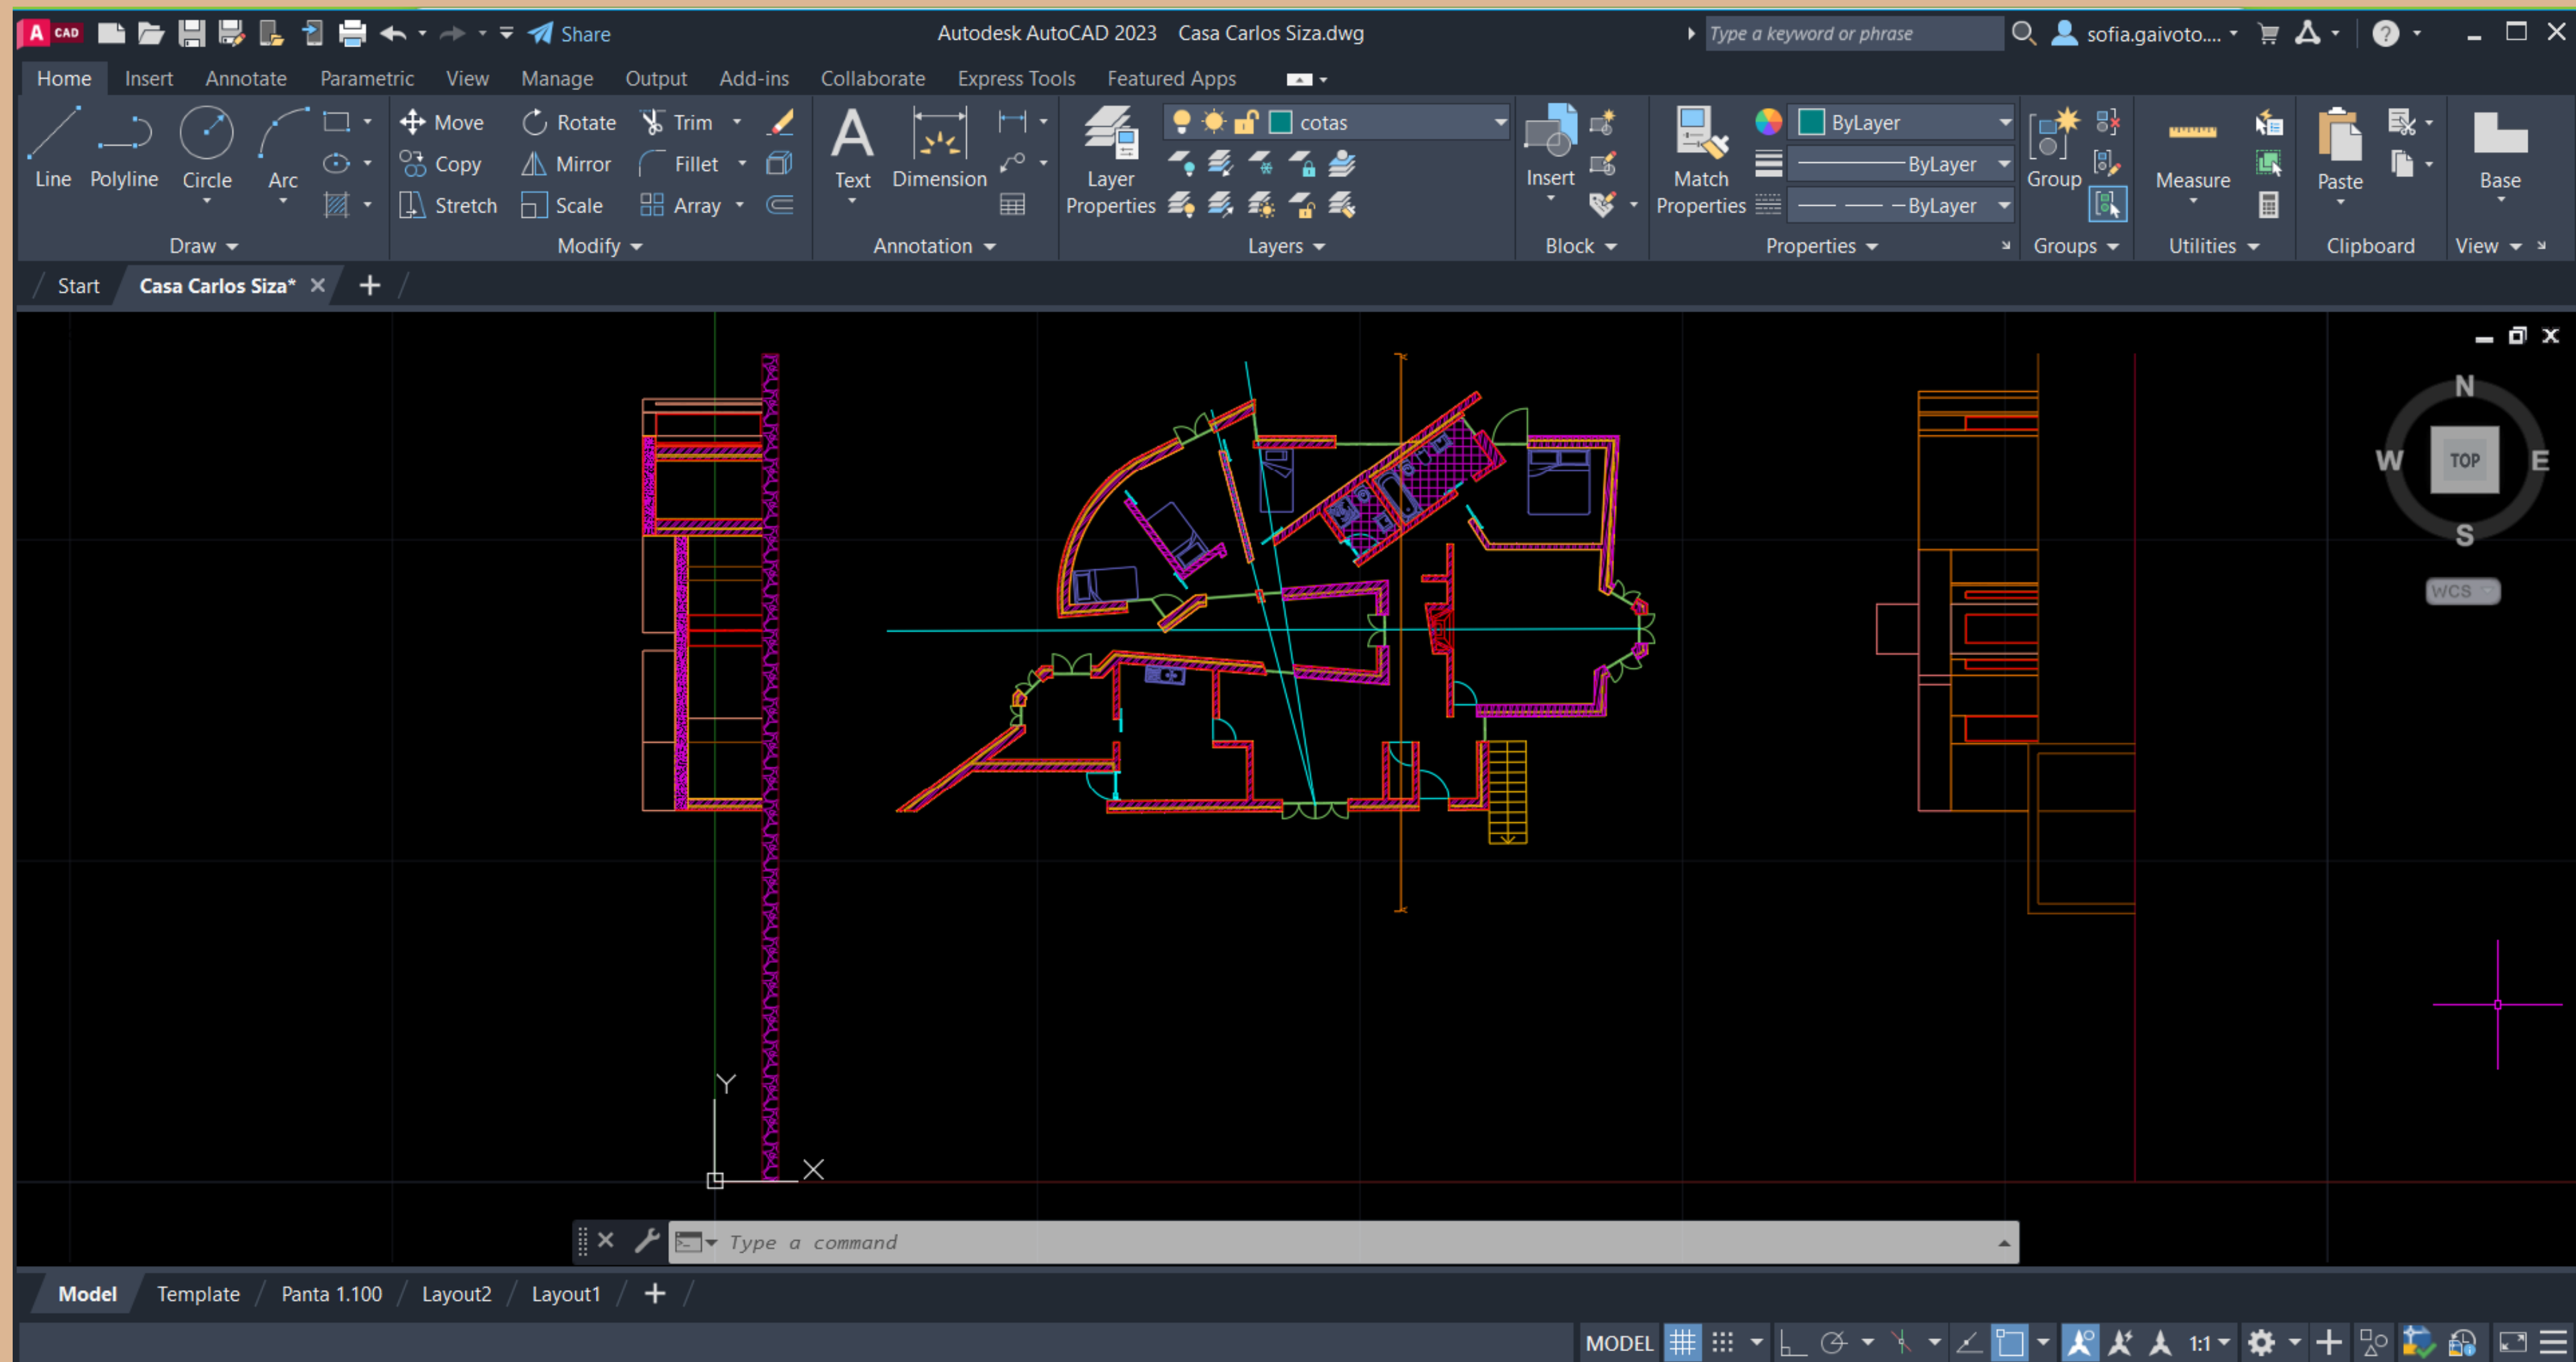 A CAD Share Autodesk AutoCAD 2023 Casa Carlos Siza.dwg Type a keyword or phrase sofia.gaivoto.... ?
Home Insert Annotate Parametric View Manage Output Add-ins Collaborate Express Tools Featured Apps
Line Polyline Circle Arc
Move Rotate Trim
Copy Mirror Fillet
Stretch Scale Array
A Text Dimension
Layer Properties
cotas
Insert
Match Properties
ByLayer
ByLayer
ByLayer
Group
Measure
Paste
Base
Draw Modify Annotation Layers Block Properties Groups Utilities Clipboard View
Start Casa Carlos Siza* +
N
W TOP E
S
WCS
Y
X
Type a command
Model Template Panta 1.100 Layout2 Layout1 +
MODEL 1:1